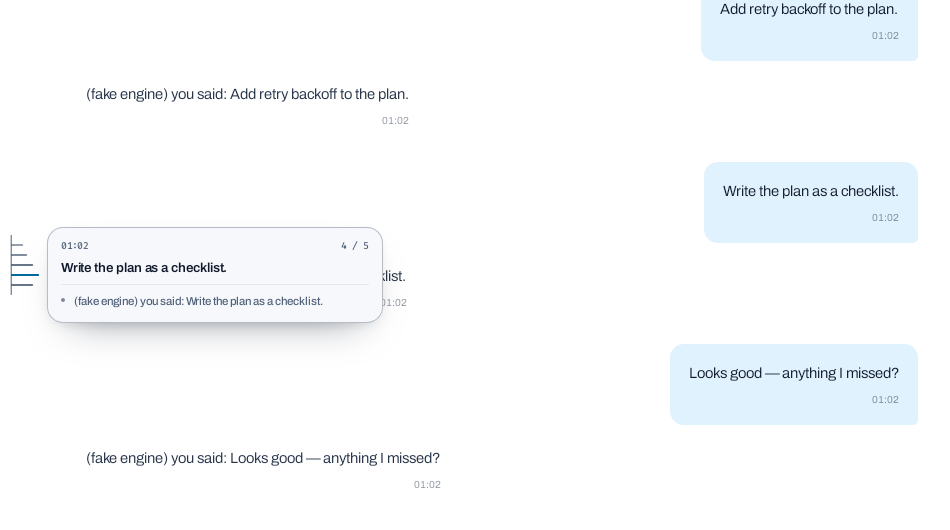 Add retry backoff to the plan.
01:02
(fake engine) you said: Add retry backoff to the plan.
01:02
Write the plan as a checklist.
01:02
01:02 4 / 5
Write the plan as a checklist.
(fake engine) you said: Write the plan as a checklist.
klist.
01:02
Looks good — anything I missed?
01:02
(fake engine) you said: Looks good — anything I missed?
01:02